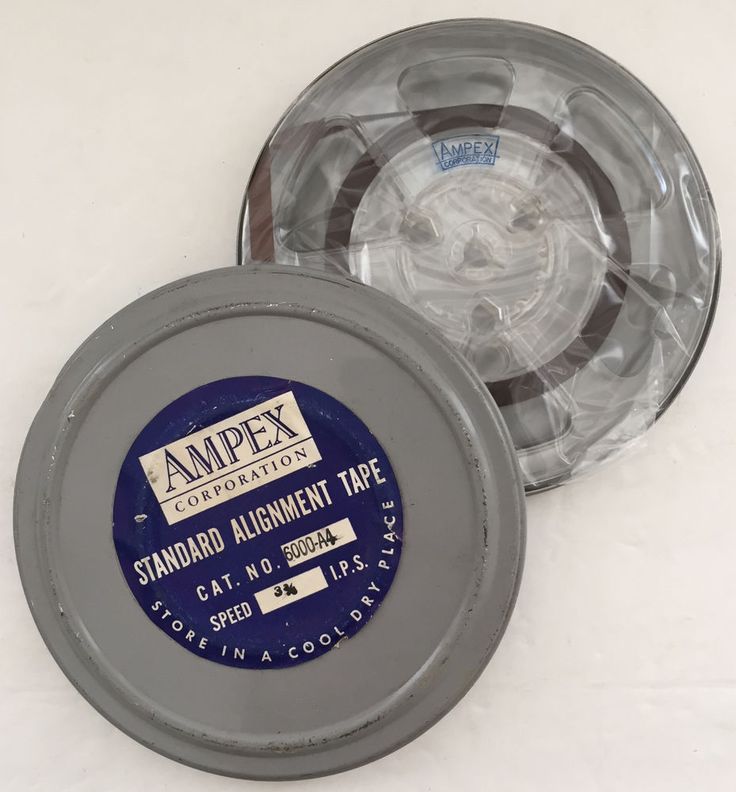 AMPEX
CORPORATION
AMPEX
CORPORATION
STANDARD ALIGNMENT TAPE
CAT. NO. 6000-A4
SPEED 3¾ I.P.S.
STORE IN A COOL DRY PLACE